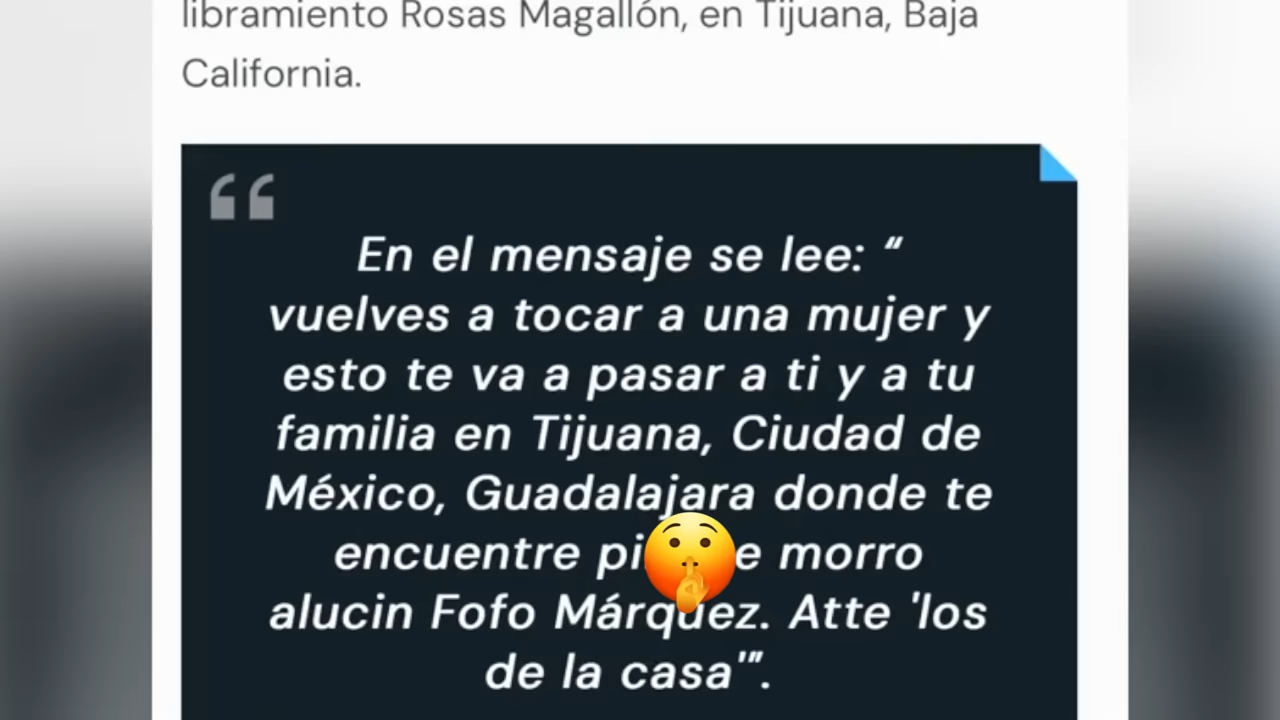 libramiento Rosas Magallón, en Tijuana, Baja
California.
“
En el mensaje se lee: “
vuelves a tocar a una mujer y
esto te va a pasar a ti y a tu
familia en Tijuana, Ciudad de
México, Guadalajara donde te
encuentre morro
alucin Fofo Márquez. Atte 'los
de la casa'”.